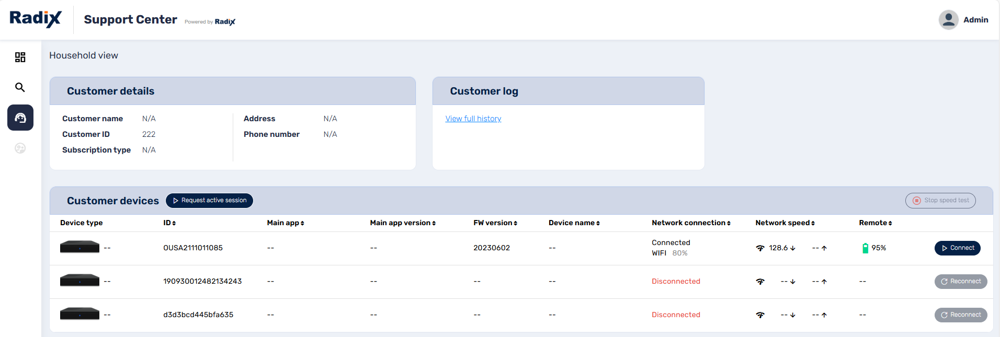 Radix
Support Center Powered by Radix
Admin
Household view
Customer details
Customer name N/A
Customer ID 222
Subscription type N/A
Address N/A
Phone number N/A
Customer log
View full history
Customer devices Request active session Stop speed test
Device type ID Main app Main app version FW version Device name Network connection Network speed Remote
-- OUSA2111011085 -- -- 20230602 -- Connected WIFI 80% 128.6 ↓ -- ↑ 95% Connect
-- 190930012482134243 -- -- -- -- Disconnected -- ↓ -- ↑ -- Reconnect
-- d3d3bcd445bfa635 -- -- -- -- Disconnected -- ↓ -- ↑ -- Reconnect